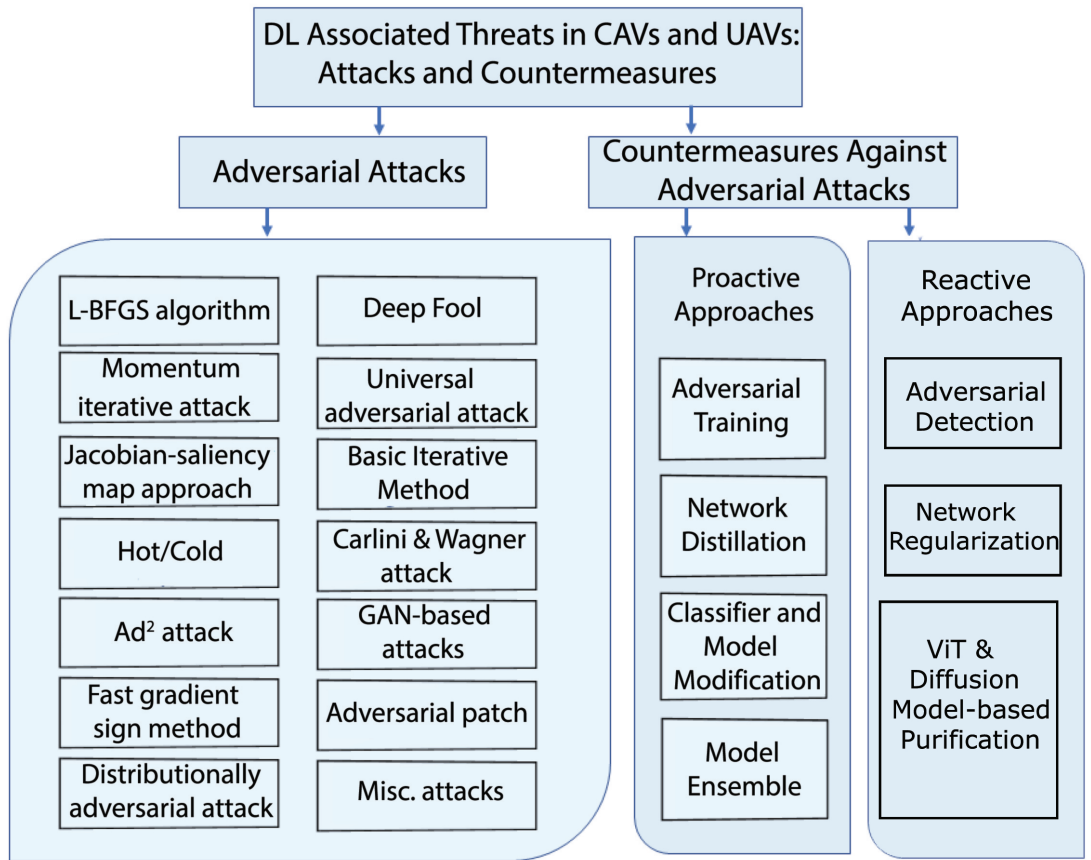 DL Associated Threats in CAVs and UAVs:
Attacks and Countermeasures
Adversarial Attacks
Countermeasures Against
Adversarial Attacks
L-BFGS algorithm
Momentum
iterative attack
Jacobian-saliency
map approach
Hot/Cold
Ad² attack
Fast gradient
sign method
Distributionally
adversarial attack
Deep Fool
Universal
adversarial attack
Basic Iterative
Method
Carlini & Wagner
attack
GAN-based
attacks
Adversarial patch
Misc. attacks
Proactive
Approaches
Adversarial
Training
Network
Distillation
Classifier and
Model
Modification
Model
Ensemble
Reactive
Approaches
Adversarial
Detection
Network
Regularization
ViT &
Diffusion
Model-based
Purification